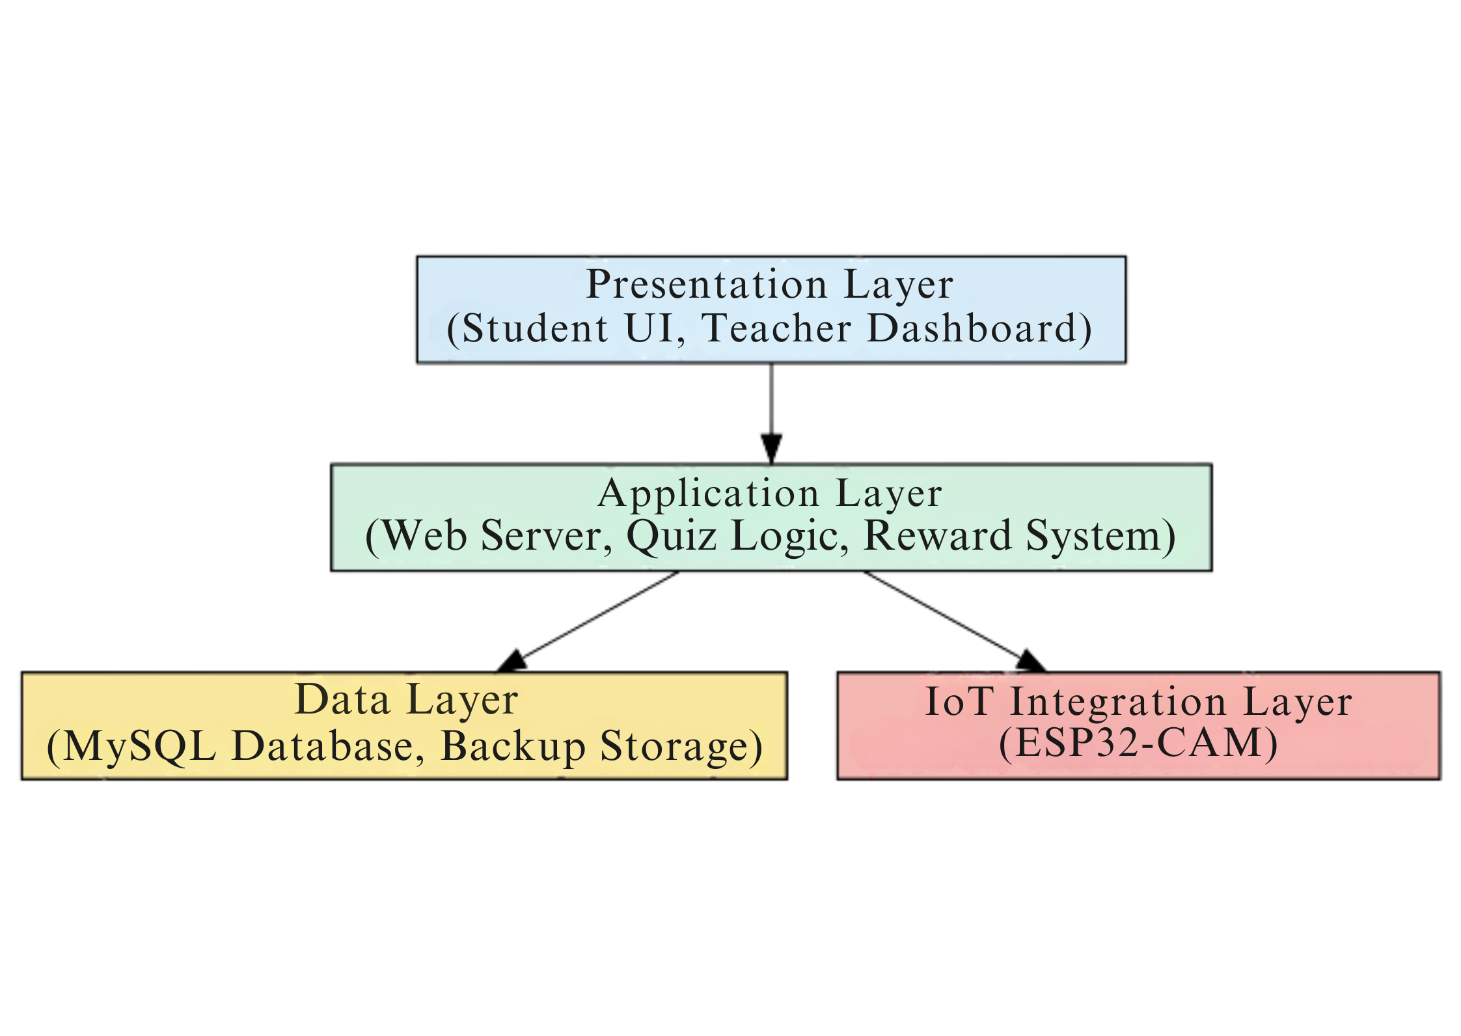 Presentation Layer
(Student UI, Teacher Dashboard)
Application Layer
(Web Server, Quiz Logic, Reward System)
Data Layer
(MySQL Database, Backup Storage)
IoT Integration Layer
(ESP32-CAM)